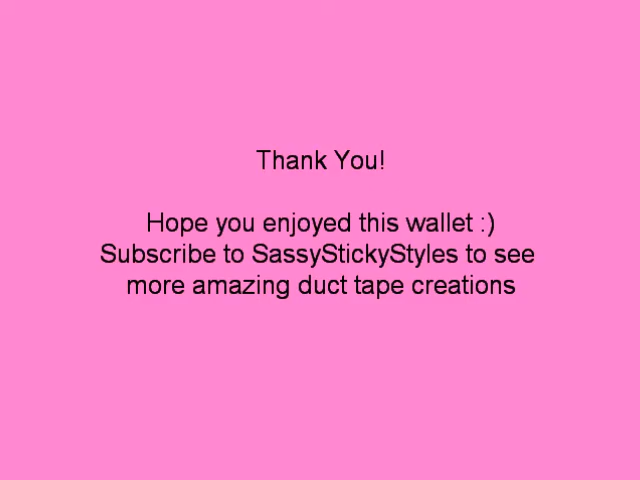 Thank You!
Hope you enjoyed this wallet :)
Subscribe to SassyStickyStyles to see
more amazing duct tape creations